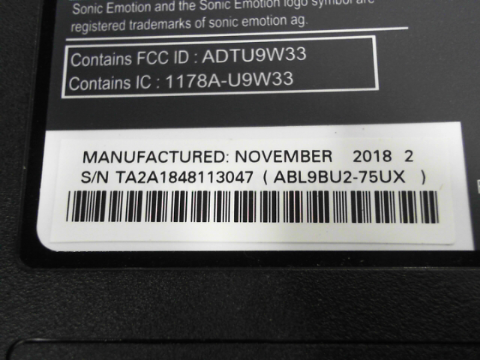 Sonic Emotion and the Sonic Emotion logo symbol are
registered trademarks of sonic emotion ag.
Contains FCC ID : ADTU9W33
Contains IC : 1178A-U9W33
MANUFACTURED: NOVEMBER 2018 2
S/N TA2A1848113047 ( ABL9BU2-75UX )